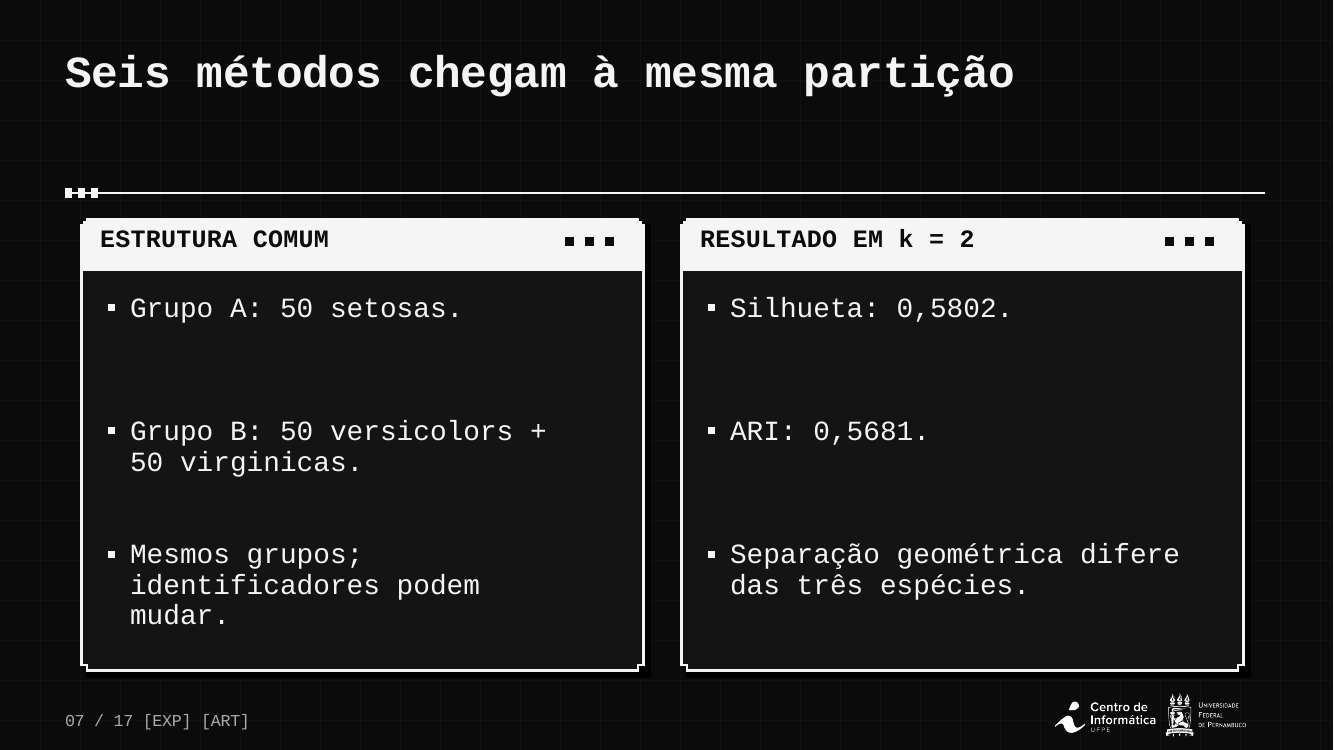 Seis métodos chegam à mesma partição
ESTRUTURA COMUM
Grupo A: 50 setosas.
Grupo B: 50 versicolors +
50 virginicas.
Mesmos grupos;
identificadores podem
mudar.
RESULTADO EM k = 2
Silhueta: 0,5802.
ARI: 0,5681.
Separação geométrica difere
das três espécies.
07 / 17 [EXP] [ART]
Centro de
Informática
UFPE
Universidade
Federal
de Pernambuco